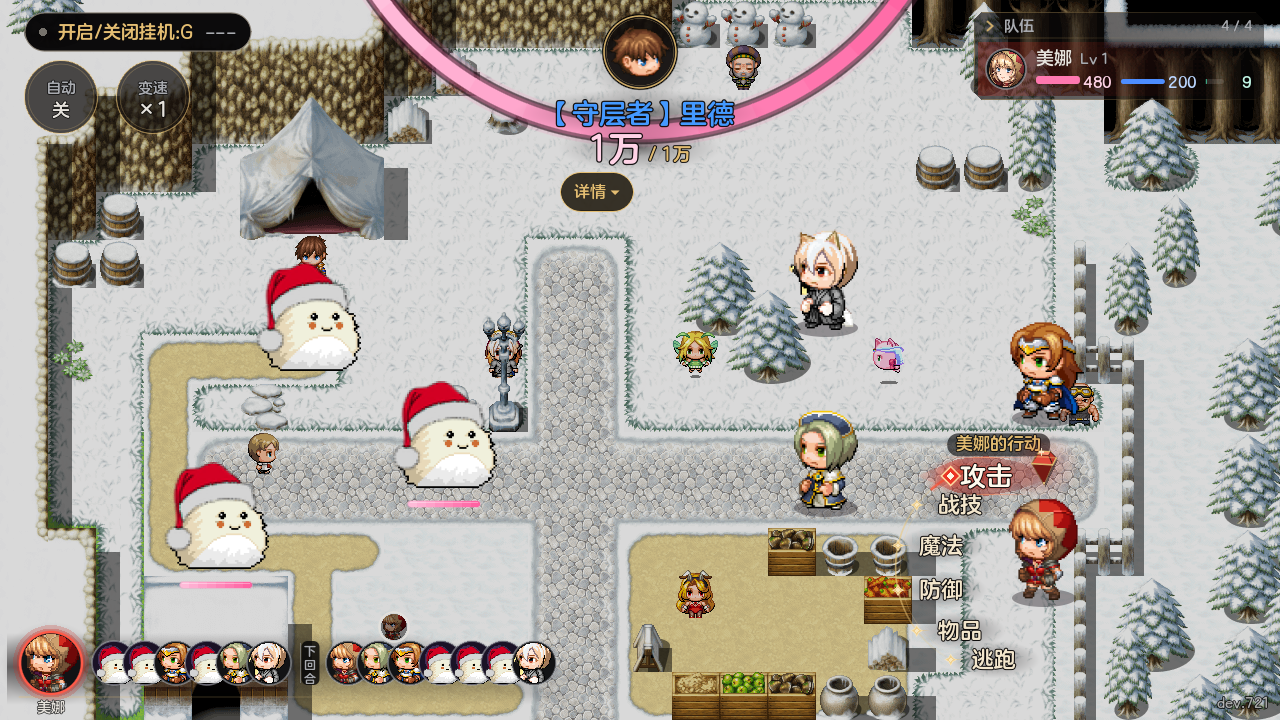 开启/关闭挂机:G ---
自动
关
变速
×1
【守层者】里德
1万 / 1万
详情
队伍
4 / 4
美娜 Lv 1
480
200
9
美娜的行动
攻击
战技
魔法
防御
物品
逃跑
下回合
美娜
dev.721